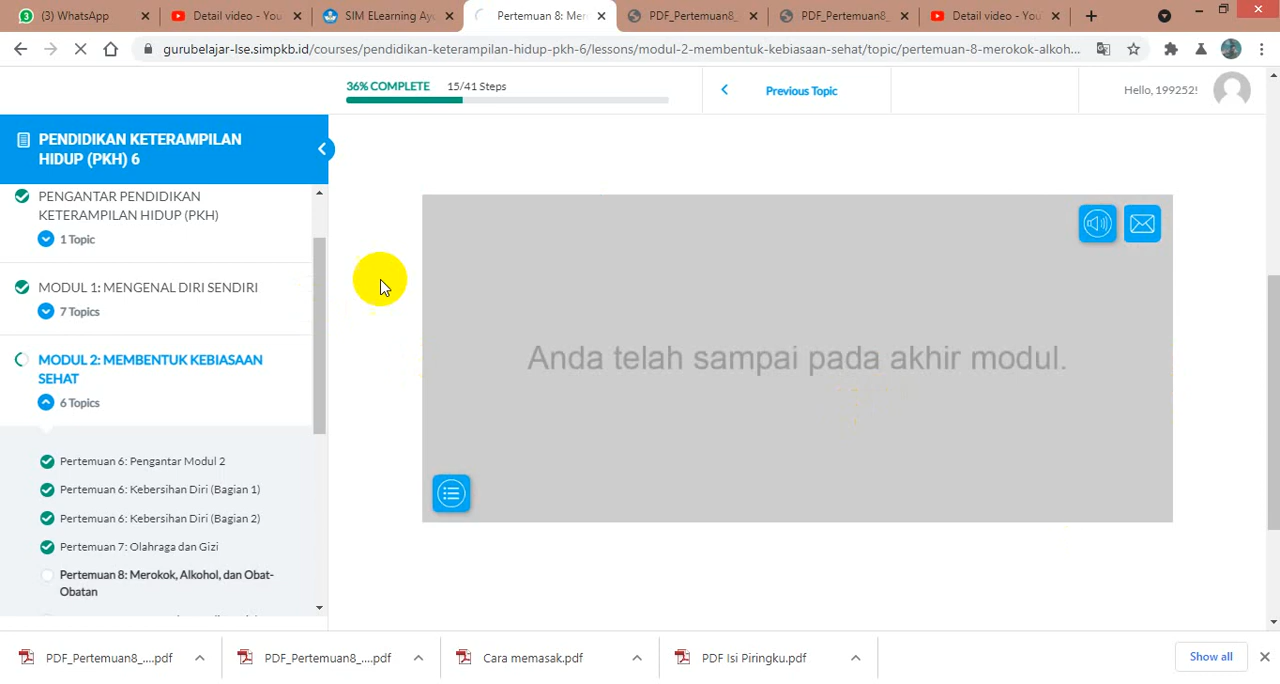 (3) WhatsApp
Detail video - You
SIM ELearning Ay
Pertemuan 8: Mer
PDF_Pertemuan8_
PDF_Pertemuan8_
Detail video - You
gurubelajar-lse.simpkb.id/courses/pendidikan-keterampilan-hidup-pkh-6/lessons/modul-2-membentuk-kebiasaan-sehat/topic/pertemuan-8-merokok-alkoh...
36% COMPLETE 15/41 Steps
Previous Topic
Hello, 199252!
PENDIDIKAN KETERAMPILAN
HIDUP (PKH) 6
PENGANTAR PENDIDIKAN
KETERAMPILAN HIDUP (PKH)
1 Topic
MODUL 1: MENGENAL DIRI SENDIRI
7 Topics
MODUL 2: MEMBENTUK KEBIASAAN
SEHAT
6 Topics
Pertemuan 6: Pengantar Modul 2
Pertemuan 6: Kebersihan Diri (Bagian 1)
Pertemuan 6: Kebersihan Diri (Bagian 2)
Pertemuan 7: Olahraga dan Gizi
Pertemuan 8: Merokok, Alkohol, dan Obat-
Obatan
Anda telah sampai pada akhir modul.
PDF_Pertemuan8_....pdf
PDF_Pertemuan8_....pdf
Cara memasak.pdf
PDF Isi Piringku.pdf
Show all